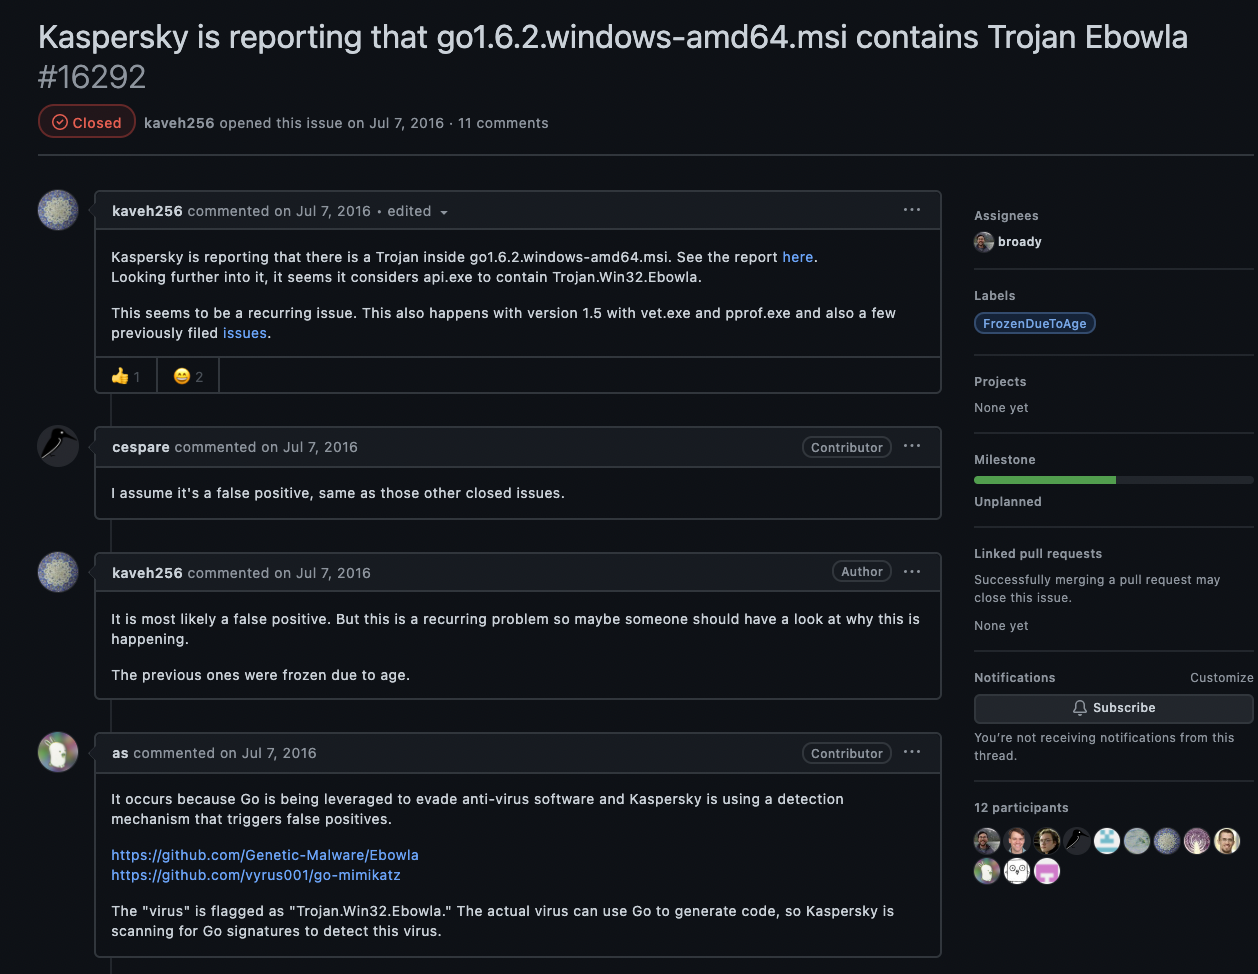 Kaspersky is reporting that go1.6.2.windows-amd64.msi contains Trojan Ebowla
#16292
Closed kaveh256 opened this issue on Jul 7, 2016 · 11 comments
kaveh256 commented on Jul 7, 2016 • edited
Kaspersky is reporting that there is a Trojan inside go1.6.2.windows-amd64.msi. See the report here.
Looking further into it, it seems it considers api.exe to contain Trojan.Win32.Ebowla.
This seems to be a recurring issue. This also happens with version 1.5 with vet.exe and pprof.exe and also a few
previously filed issues.
1 2
cespare commented on Jul 7, 2016 Contributor
I assume it's a false positive, same as those other closed issues.
kaveh256 commented on Jul 7, 2016 Author
It is most likely a false positive. But this is a recurring problem so maybe someone should have a look at why this is
happening.
The previous ones were frozen due to age.
as commented on Jul 7, 2016 Contributor
It occurs because Go is being leveraged to evade anti-virus software and Kaspersky is using a detection
mechanism that triggers false positives.
https://github.com/Genetic-Malware/Ebowla
https://github.com/vyrus001/go-mimikatz
The "virus" is flagged as "Trojan.Win32.Ebowla." The actual virus can use Go to generate code, so Kaspersky is
scanning for Go signatures to detect this virus.
Assignees
broady
Labels
FrozenDueToAge
Projects
None yet
Milestone
Unplanned
Linked pull requests
Successfully merging a pull request may
close this issue.
None yet
Notifications Customize
Subscribe
You're not receiving notifications from this
thread.
12 participants